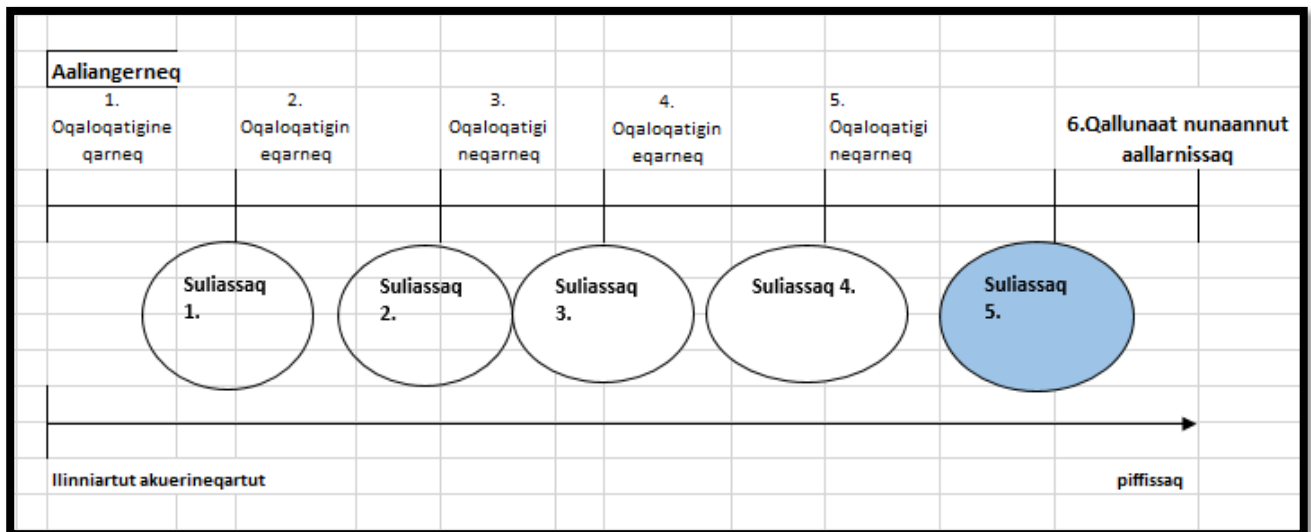 Aaliangerneq
1.
Oqaloqatigine
qarneq
2.
Oqaloqatigin
eqarneq
3.
Oqaloqatigi
neqarneq
4.
Oqaloqatigin
eqarneq
5.
Oqaloqatigi
neqarneq
6.Qallunaat nunaannut
aallarnissaq
Suliassaq
1.
Suliassaq
2.
Suliassaq
3.
Suliassaq 4.
Suliassaq
5.
Ilinniartut akuerineqartut
piffissaq